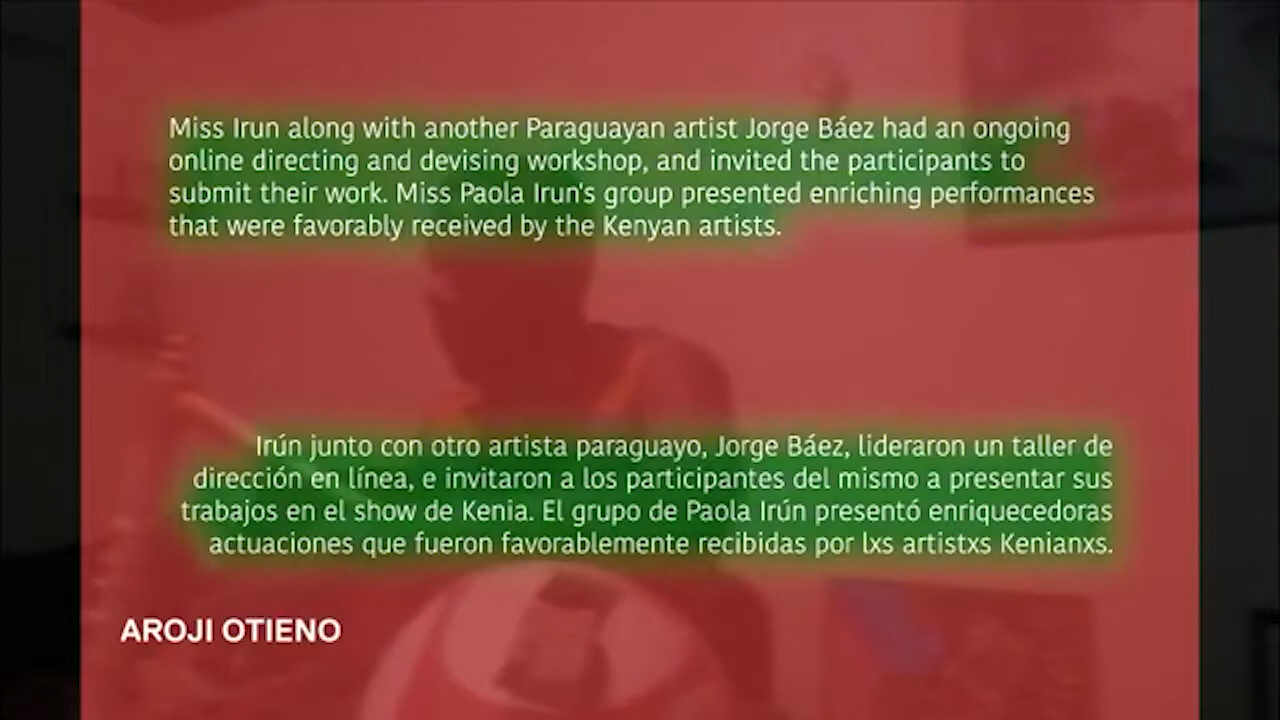 Miss Irun along with another Paraguayan artist Jorge Báez had an ongoing
online directing and devising workshop, and invited the participants to
submit their work. Miss Paola Irun's group presented enriching performances
that were favorably received by the Kenyan artists.
Irún junto con otro artista paraguayo, Jorge Báez, lideraron un taller de
dirección en línea, e invitaron a los participantes del mismo a presentar sus
trabajos en el show de Kenia. El grupo de Paola Irún presentó enriquecedoras
actuaciones que fueron favorablemente recibidas por lxs artistxs Kenianxs.
AROJI OTIENO